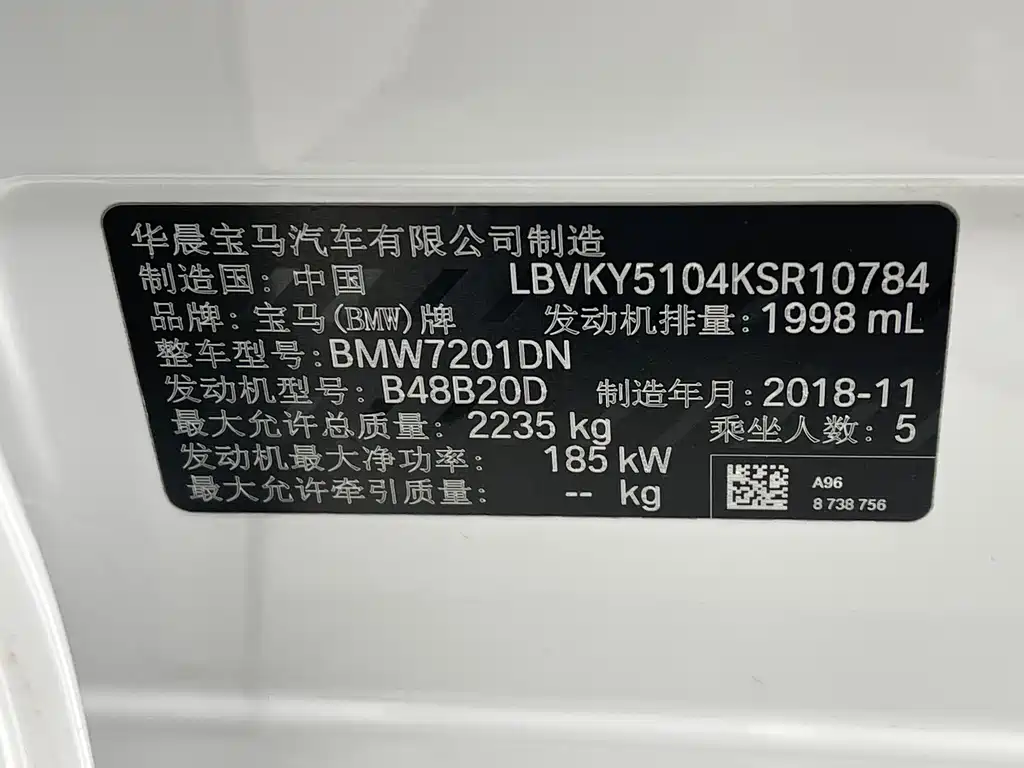 华晨宝马汽车有限公司制造
制造国：中国 LBVKY5104KSR10784
品牌：宝马(BMW)牌 发动机排量：1998 mL
整车型号：BMW7201DN
发动机型号：B48B20D 制造年月：2018-11
最大允许总质量：2235 kg 乘坐人数：5
发动机最大净功率：185 kW
最大允许牵引质量：-- kg
A96
8 738 756